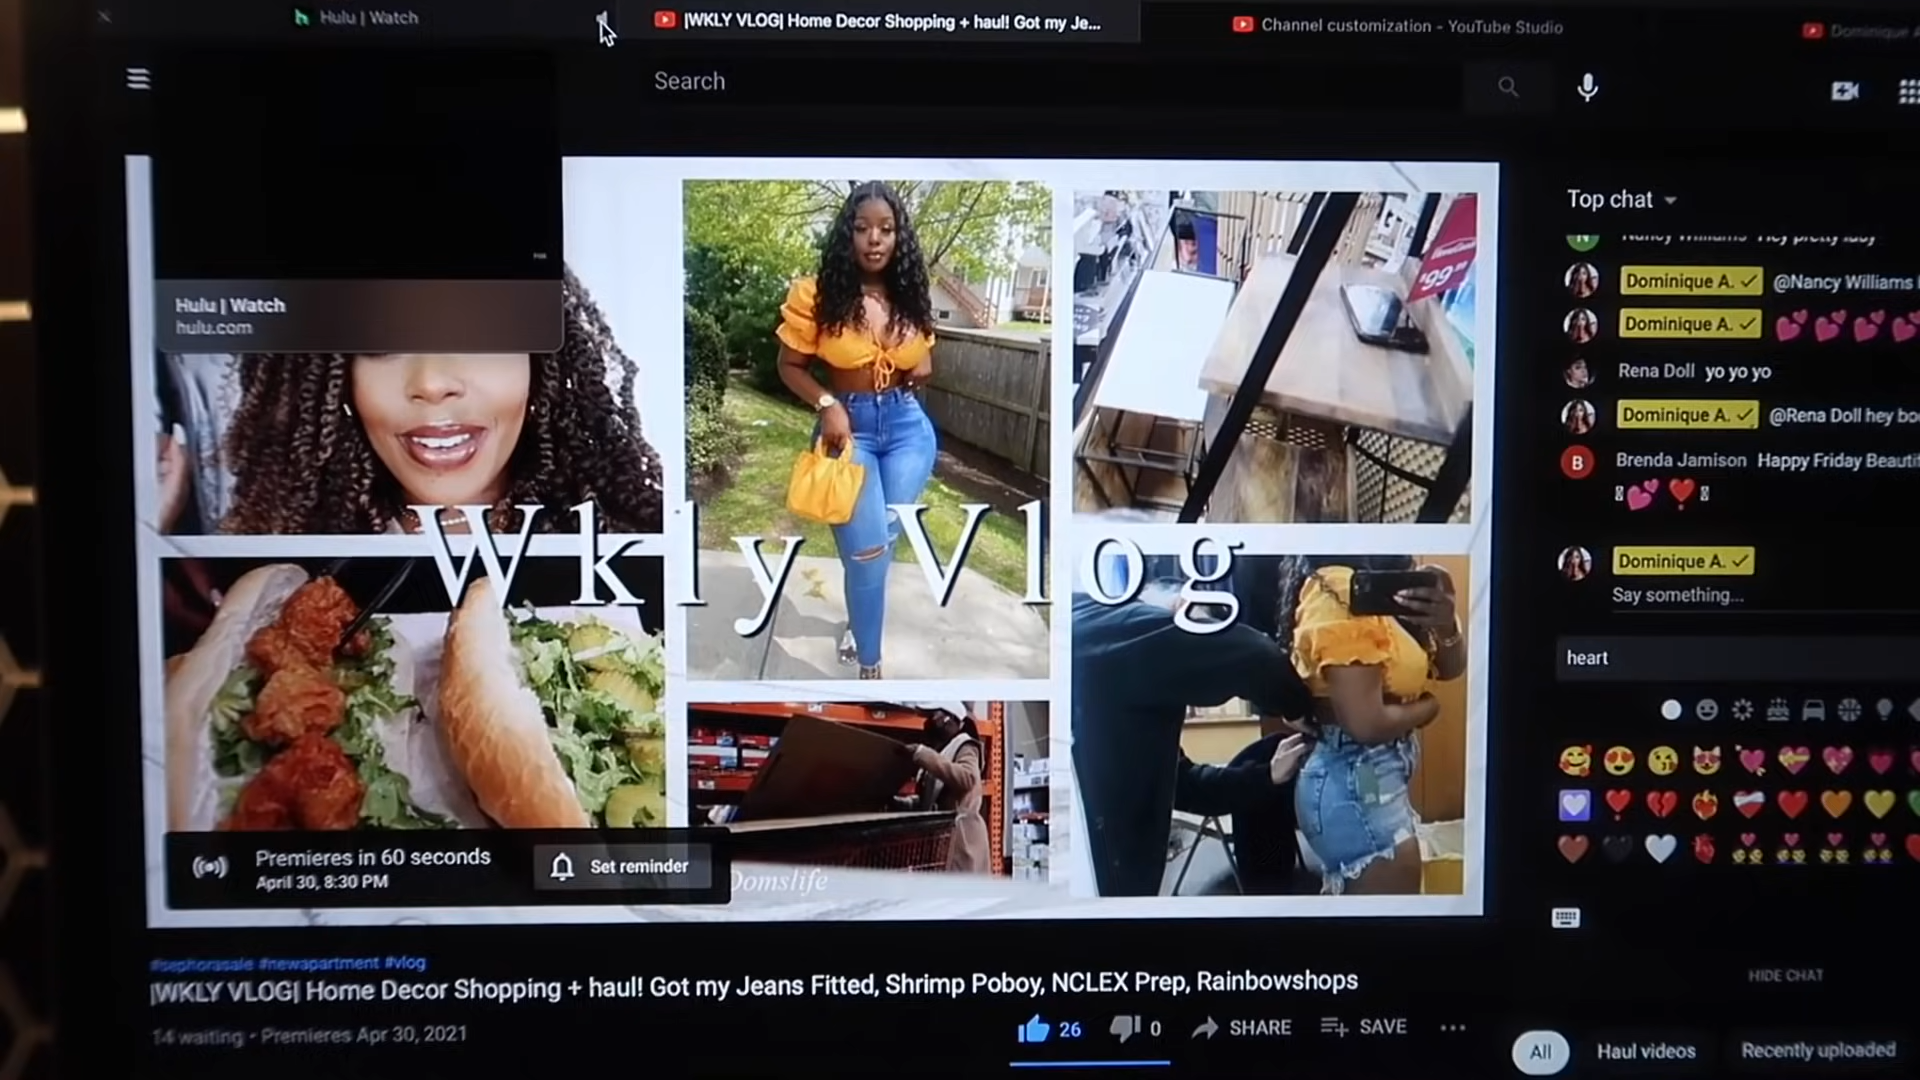 Hulu | Watch
|WKLY VLOG| Home Decor Shopping + haul! Got my Je...
Channel customization - YouTube Studio
Dominique A
Search
Hulu | Watch
hulu.com
$99
Wkly Vlog
Domslife
Premieres in 60 seconds
April 30, 8:30 PM
Set reminder
Top chat
Nancy Williams Hey pretty lady
Dominique A. @Nancy Williams
Dominique A.
Rena Doll yo yo yo
Dominique A. @Rena Doll hey bo
B Brenda Jamison Happy Friday Beauti
Dominique A.
Say something...
heart
HIDE CHAT
#sephorasale #newapartment #vlog
|WKLY VLOG| Home Decor Shopping + haul! Got my Jeans Fitted, Shrimp Poboy, NCLEX Prep, Rainbowshops
14 waiting • Premieres Apr 30, 2021
26
0
SHARE
SAVE
All
Haul videos
Recently uploaded